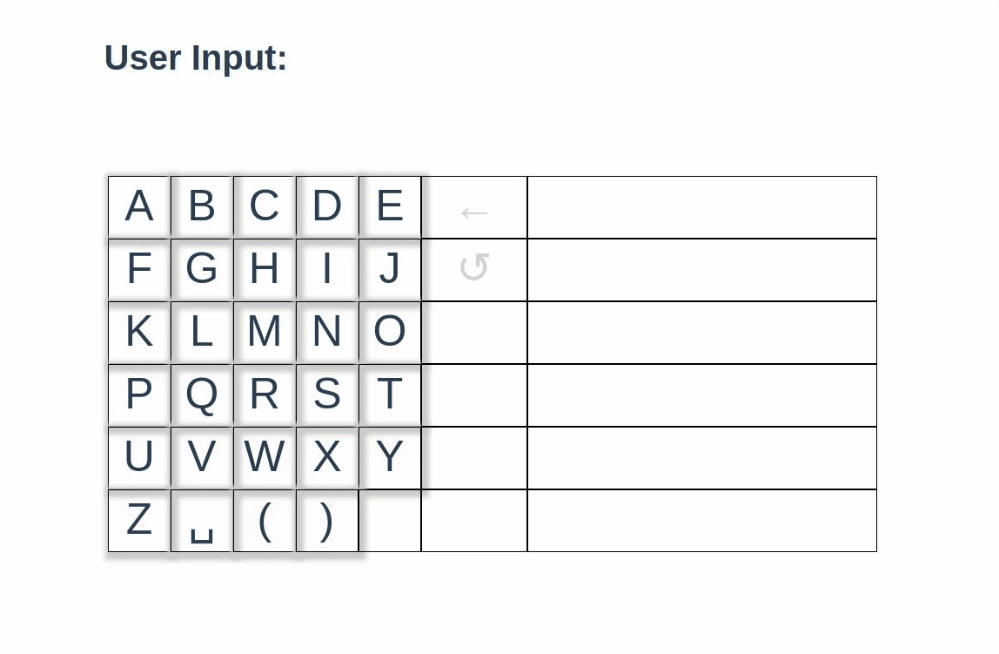 User Input:
A B C D E ←
F G H I J ↺
K L M N O
P Q R S T
U V W X Y
Z ␣ ( )